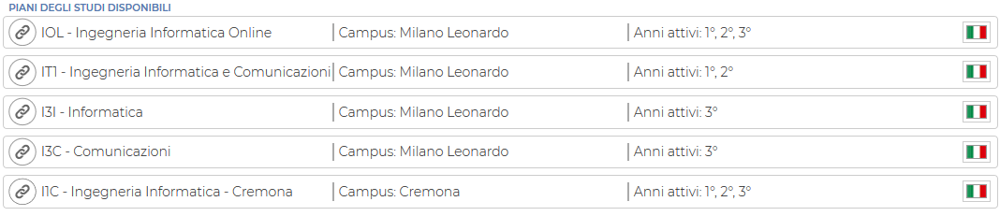 PIANI DEGLI STUDI DISPONIBILI
IOL - Ingegneria Informatica Online Campus: Milano Leonardo Anni attivi: 1°, 2°, 3°
IT1 - Ingegneria Informatica e Comunicazioni Campus: Milano Leonardo Anni attivi: 1°, 2°
I3I - Informatica Campus: Milano Leonardo Anni attivi: 3°
I3C - Comunicazioni Campus: Milano Leonardo Anni attivi: 3°
I1C - Ingegneria Informatica - Cremona Campus: Cremona Anni attivi: 1°, 2°, 3°